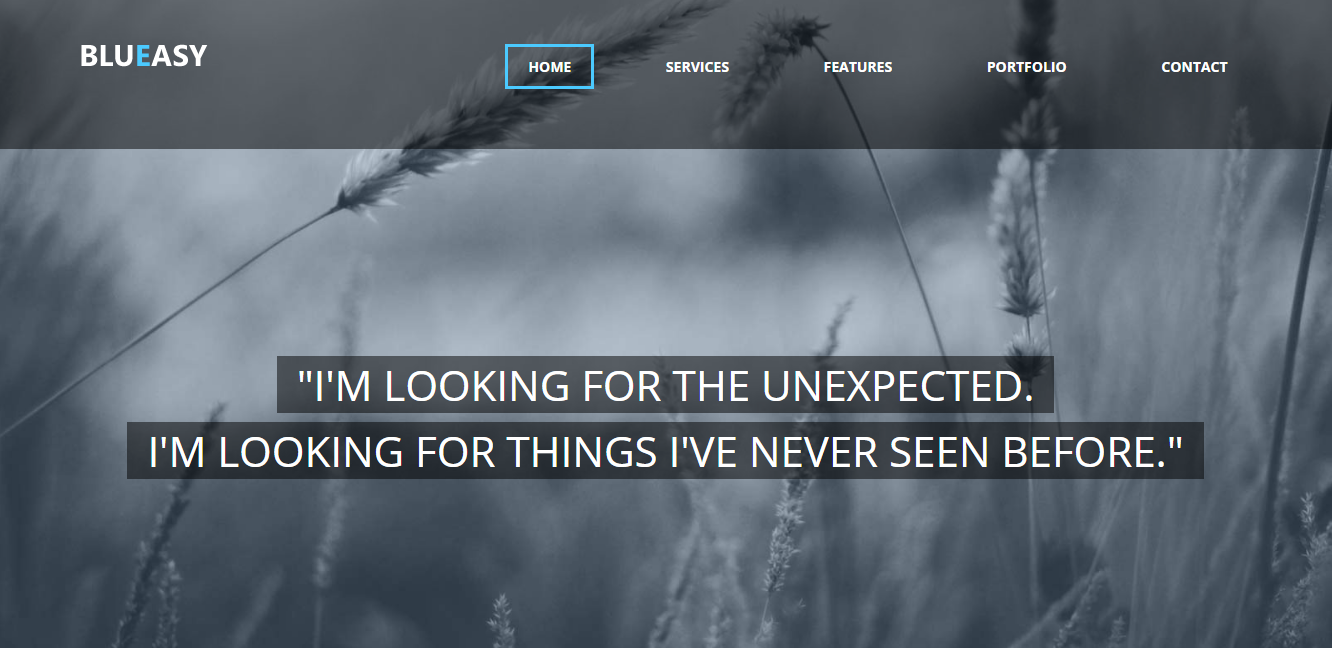 BLUEASY
HOME SERVICES FEATURES PORTFOLIO CONTACT
"I'M LOOKING FOR THE UNEXPECTED.
I'M LOOKING FOR THINGS I'VE NEVER SEEN BEFORE."